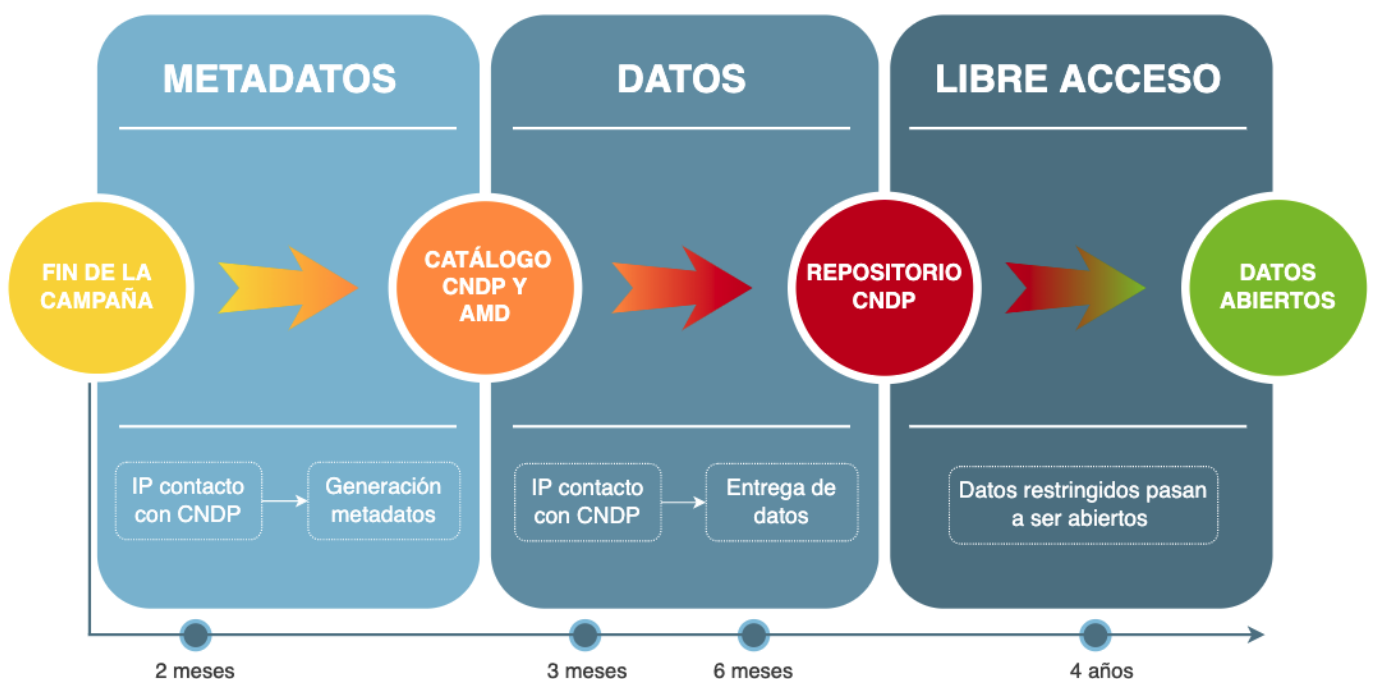 METADATOS
DATOS
LIBRE ACCESO
FIN DE LA
CAMPAÑA
CATÁLOGO
CNDP Y
AMD
REPOSITORIO
CNDP
DATOS
ABIERTOS
IP contacto
con CNDP
Generación
metadatos
IP contacto
con CNDP
Entrega de
datos
Datos restringidos pasan
a ser abiertos
2 meses
3 meses
6 meses
4 años